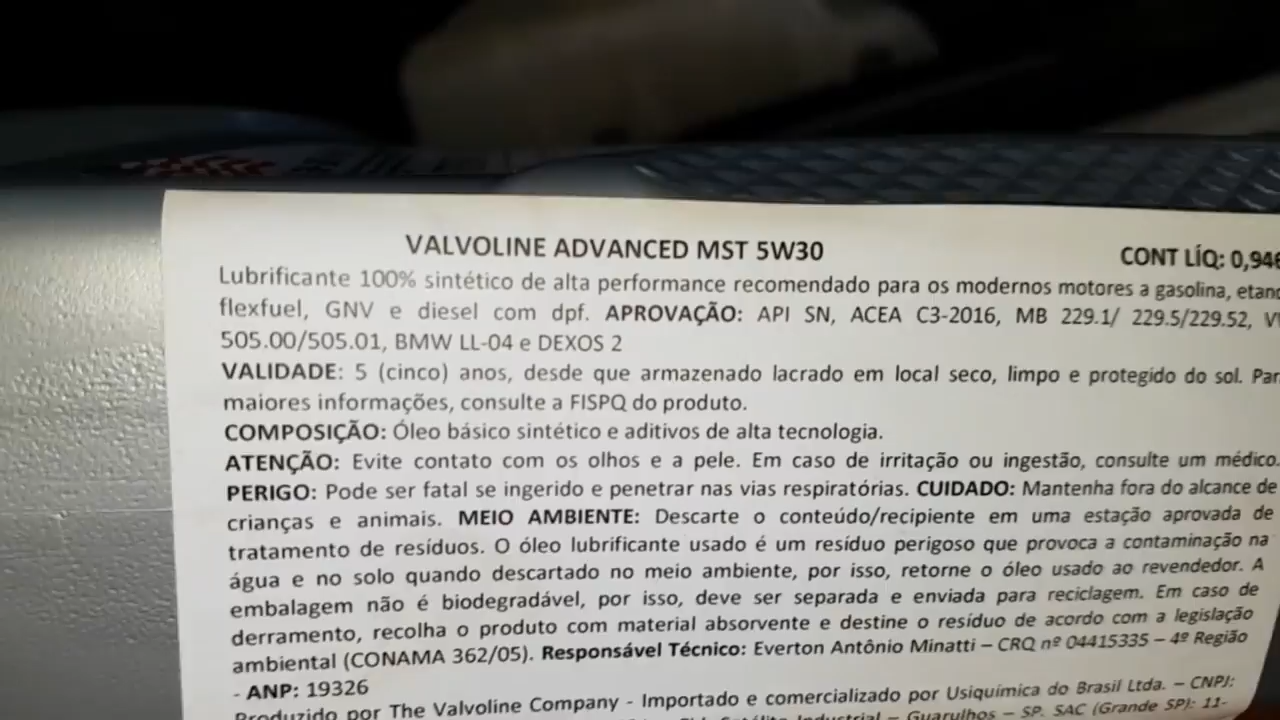 VALVOLINE ADVANCED MST 5W30 CONT LÍQ: 0,946
Lubrificante 100% sintético de alta performance recomendado para os modernos motores a gasolina,
flexfuel, GNV e diesel com dpf. APROVAÇÃO: API SN, ACEA C3-2016, MB 229.1/ 229.5/229.52,
505.00/505.01, BMW LL-04 e DEXOS 2
VALIDADE: 5 (cinco) anos, desde que armazenado lacrado em local seco, limpo e protegido do sol.
maiores informações, consulte a FISPQ do produto.
COMPOSIÇÃO: Óleo básico sintético e aditivos de alta tecnologia.
ATENÇÃO: Evite contato com os olhos e a pele. Em caso de irritação ou ingestão, consulte um médico.
PERIGO: Pode ser fatal se ingerido e penetrar nas vias respiratórias. CUIDADO: Mantenha fora do alcance de
crianças e animais. MEIO AMBIENTE: Descarte o conteúdo/recipiente em uma estação aprovada de
tratamento de resíduos. O óleo lubrificante usado é um resíduo perigoso que provoca a contaminação na
água e no solo quando descartado no meio ambiente, por isso, retorne o óleo usado ao revendedor. A
embalagem não é biodegradável, por isso, deve ser separada e enviada para reciclagem. Em caso de
derramento, recolha o produto com material absorvente e destine o resíduo de acordo com a legislação
ambiental (CONAMA 362/05). Responsável Técnico: Everton Antônio Minatti – CRQ nº 04415335 – 4º Região
- ANP: 19326
Produzido por The Valvoline Company - Importado e comercializado por Usiquímica do Brasil Ltda. – CNPJ:
Industrial – Guarulhos – SP. SAC (Grande SP): 11-